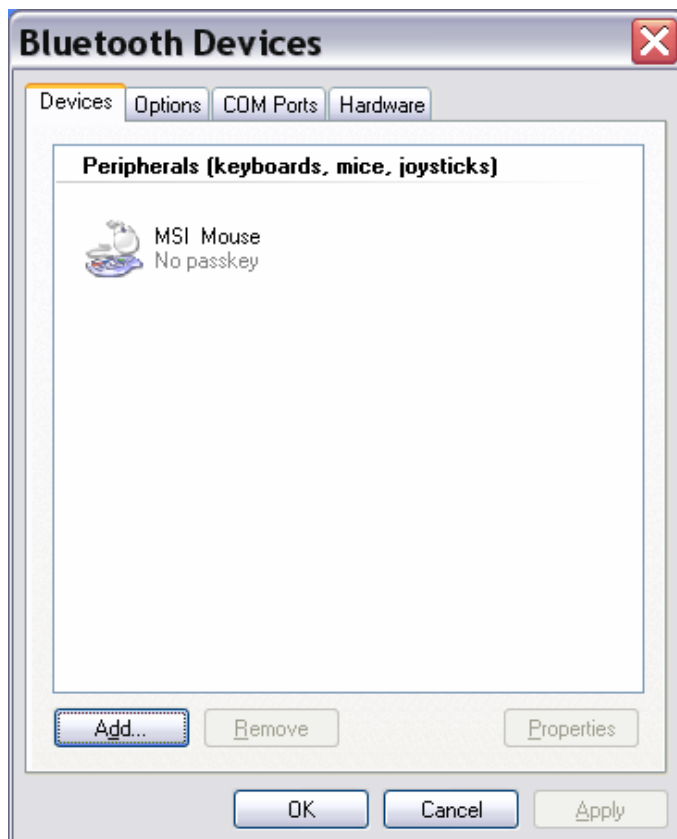 Bluetooth Devices
Devices Options COM Ports Hardware
Peripherals (keyboards, mice, joysticks)
MSI Mouse
No passkey
Add... Remove Properties
OK Cancel Apply